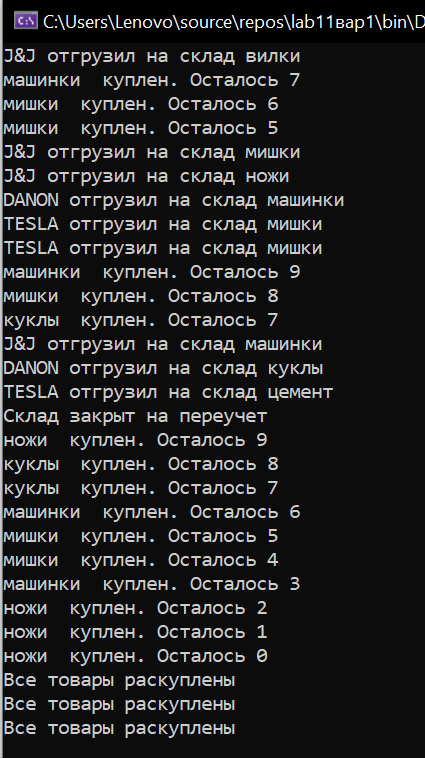 C:\Users\Lenovo\source\repos\lab11вар1\bin\D
J&J отгрузил на склад вилки
машинки  куплен. Осталось 7
мишки  куплен. Осталось 6
мишки  куплен. Осталось 5
J&J отгрузил на склад мишки
J&J отгрузил на склад ножи
DANON отгрузил на склад машинки
TESLA отгрузил на склад мишки
TESLA отгрузил на склад мишки
машинки  куплен. Осталось 9
мишки  куплен. Осталось 8
куклы  куплен. Осталось 7
J&J отгрузил на склад машинки
DANON отгрузил на склад куклы
TESLA отгрузил на склад цемент
Склад закрыт на переучет
ножи  куплен. Осталось 9
куклы  куплен. Осталось 8
куклы  куплен. Осталось 7
машинки  куплен. Осталось 6
мишки  куплен. Осталось 5
мишки  куплен. Осталось 4
машинки  куплен. Осталось 3
ножи  куплен. Осталось 2
ножи  куплен. Осталось 1
ножи  куплен. Осталось 0
Все товары раскуплены
Все товары раскуплены
Все товары раскуплены